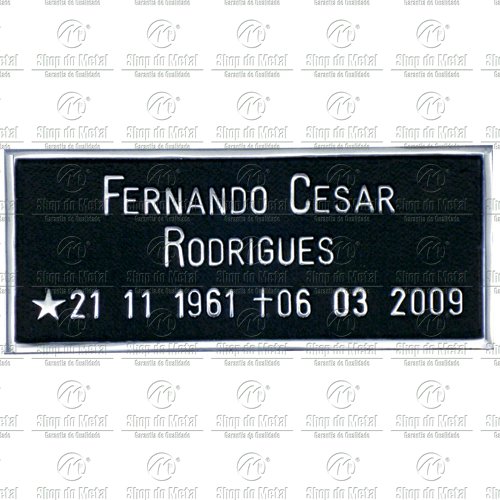 FERNANDO CESAR
RODRIGUES
★21 11 1961 ✝06 03 2009
Shop do Metal
Garantia de Qualidade